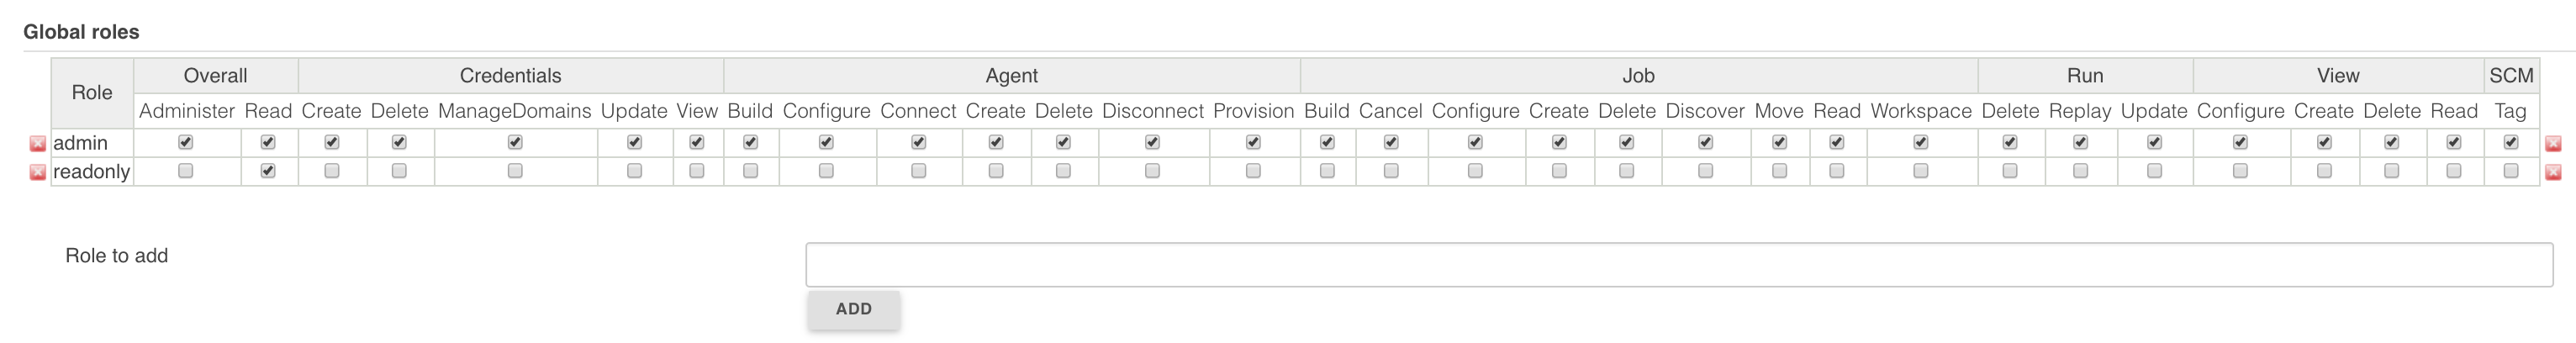 Global roles
Role Overall Credentials Agent Job Run View SCM
Administer Read Create Delete ManageDomains Update View Build Configure Connect Create Delete Disconnect Provision Build Cancel Configure Create Delete Discover Move Read Workspace Delete Replay Update Configure Create Delete Read Tag
admin
readonly
Role to add
ADD